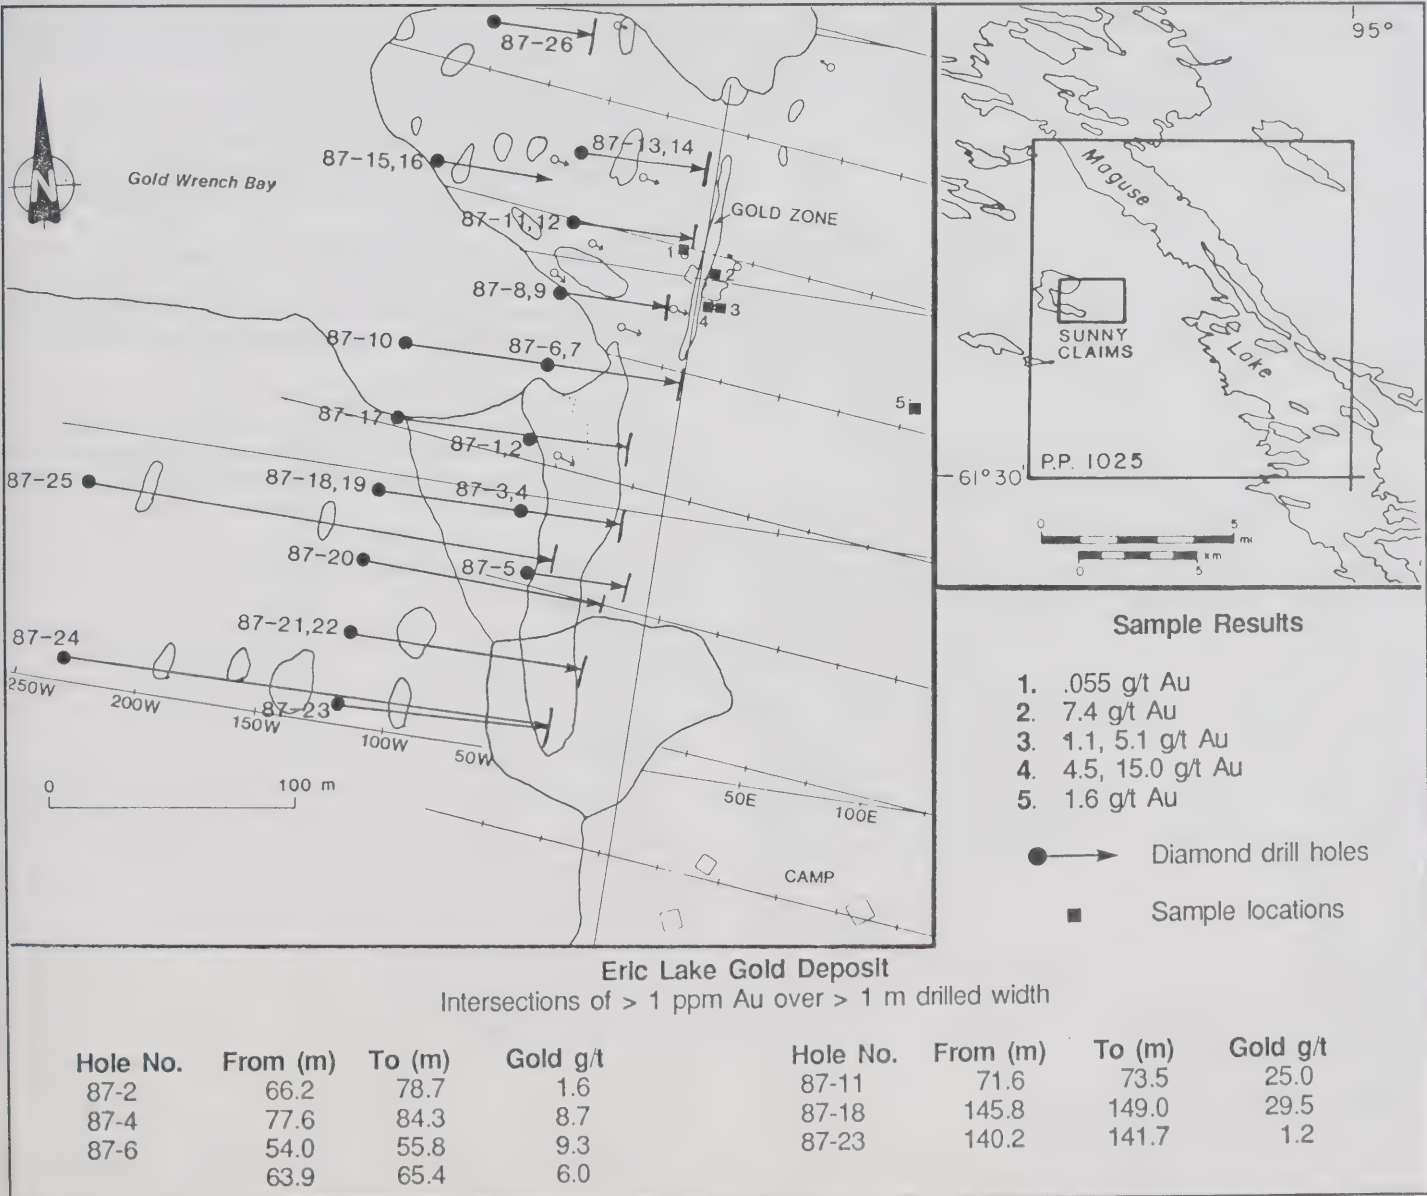 87-26
N
Gold Wrench Bay
87-13,14
87-15,16
GOLD ZONE
87-11,12
1
2
87-8,9
3
4
87-10
87-6,7
5
87-17
87-1,2
87-25
87-18,19
87-3,4
87-20
87-5
87-21,22
87-24
250W
200W
87-23
150W
100W
50W
0 100 m
50E
100E
CAMP
95°
Maguse
Lake
SUNNY
CLAIMS
P.P. 1025
61°30'
0 5
mi
km
0 5
Sample Results
1. .055 g/t Au
2. 7.4 g/t Au
3. 1.1, 5.1 g/t Au
4. 4.5, 15.0 g/t Au
5. 1.6 g/t Au
Diamond drill holes
Sample locations
Eric Lake Gold Deposit
Intersections of > 1 ppm Au over > 1 m drilled width
Hole No. From (m) To (m) Gold g/t
87-2 66.2 78.7 1.6
87-4 77.6 84.3 8.7
87-6 54.0 55.8 9.3
63.9 65.4 6.0
Hole No. From (m) To (m) Gold g/t
87-11 71.6 73.5 25.0
87-18 145.8 149.0 29.5
87-23 140.2 141.7 1.2